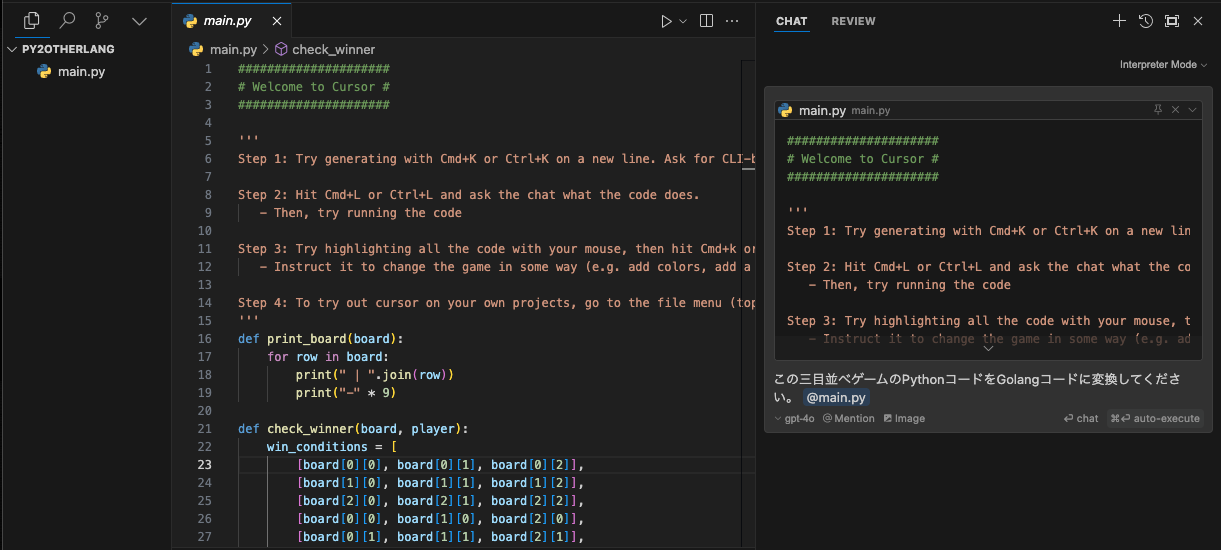 main.py
CHAT
REVIEW
PY2OTHERLANG
main.py
main.py > check_winner
Interpreter Mode
1 #####################
2 # Welcome to Cursor #
3 #####################
4
5 '''
6 Step 1: Try generating with Cmd+K or Ctrl+K on a new line. Ask for CLI-b
7
8 Step 2: Hit Cmd+L or Ctrl+L and ask the chat what the code does.
9 - Then, try running the code
10
11 Step 3: Try highlighting all the code with your mouse, then hit Cmd+k or
12 - Instruct it to change the game in some way (e.g. add colors, add a
13
14 Step 4: To try out cursor on your own projects, go to the file menu (top
15 '''
16 def print_board(board):
17 for row in board:
18 print(" | ".join(row))
19 print("-" * 9)
20
21 def check_winner(board, player):
22 win_conditions = [
23 [board[0][0], board[0][1], board[0][2]],
24 [board[1][0], board[1][1], board[1][2]],
25 [board[2][0], board[2][1], board[2][2]],
26 [board[0][0], board[1][0], board[2][0]],
27 [board[0][1], board[1][1], board[2][1]],
main.py main.py
#####################
# Welcome to Cursor #
#####################
'''
Step 1: Try generating with Cmd+K or Ctrl+K on a new lin
Step 2: Hit Cmd+L or Ctrl+L and ask the chat what the co
- Then, try running the code
Step 3: Try highlighting all the code with your mouse, t
- Instruct it to change the game in some way (e.g. ad
この三目並べゲームのPythonコードをGolangコードに変換してくださ
い。 @main.py
gpt-4o @Mention Image
⏎ chat ⌘⏎ auto-execute